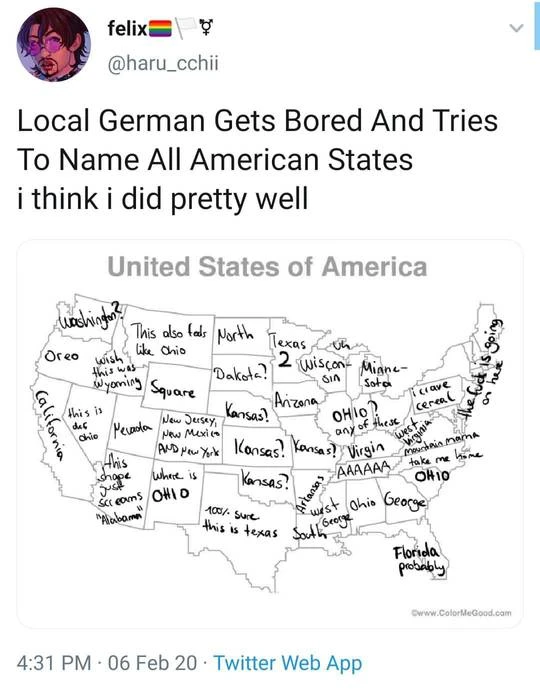 felix
@haru_cchii
Local German Gets Bored And Tries
To Name All American States
i think i did pretty well
United States of America
Washington?
This also feels
like Ohio
North
Dakota?
Texas
2
Uh
Wiscon-
sin
Minne-
sota
Oreo
wish
this was
Wyoming
Square
Arizona
i crave
cereal
The fuck is going
on here
California
this is
def
Ohio
Nevada
New Jersey,
New Mexico
AND New York
Kansas?
Kansas?
Kansas?
Kansas?
OHIO?
any of these
West
Virginia
mountain mama
take me home
Virgin
AAAAAA
OHIO
this
shape
just
screams
"Alabama"
Where is
OHIO
100% sure
this is texas
Arkansas
South
west
George
Ohio
George
Florida
probably
©www.ColorMeGood.com
4:31 PM · 06 Feb 20 · Twitter Web App